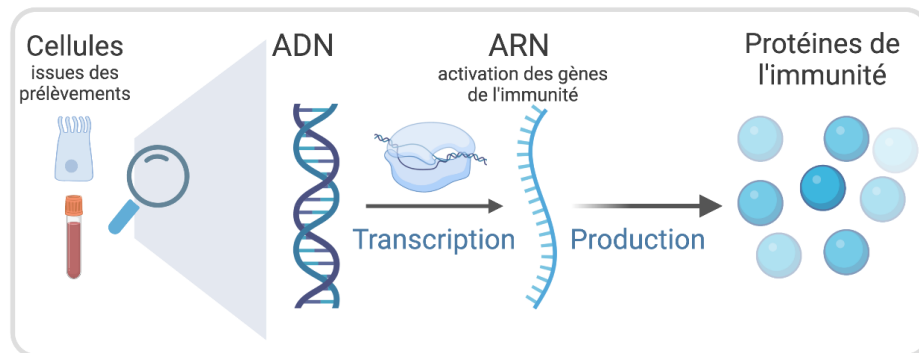 Cellules
issues des
prélèvements
ADN
ARN
activation des gènes
de l'immunité
Protéines de
l'immunité
Transcription
Production